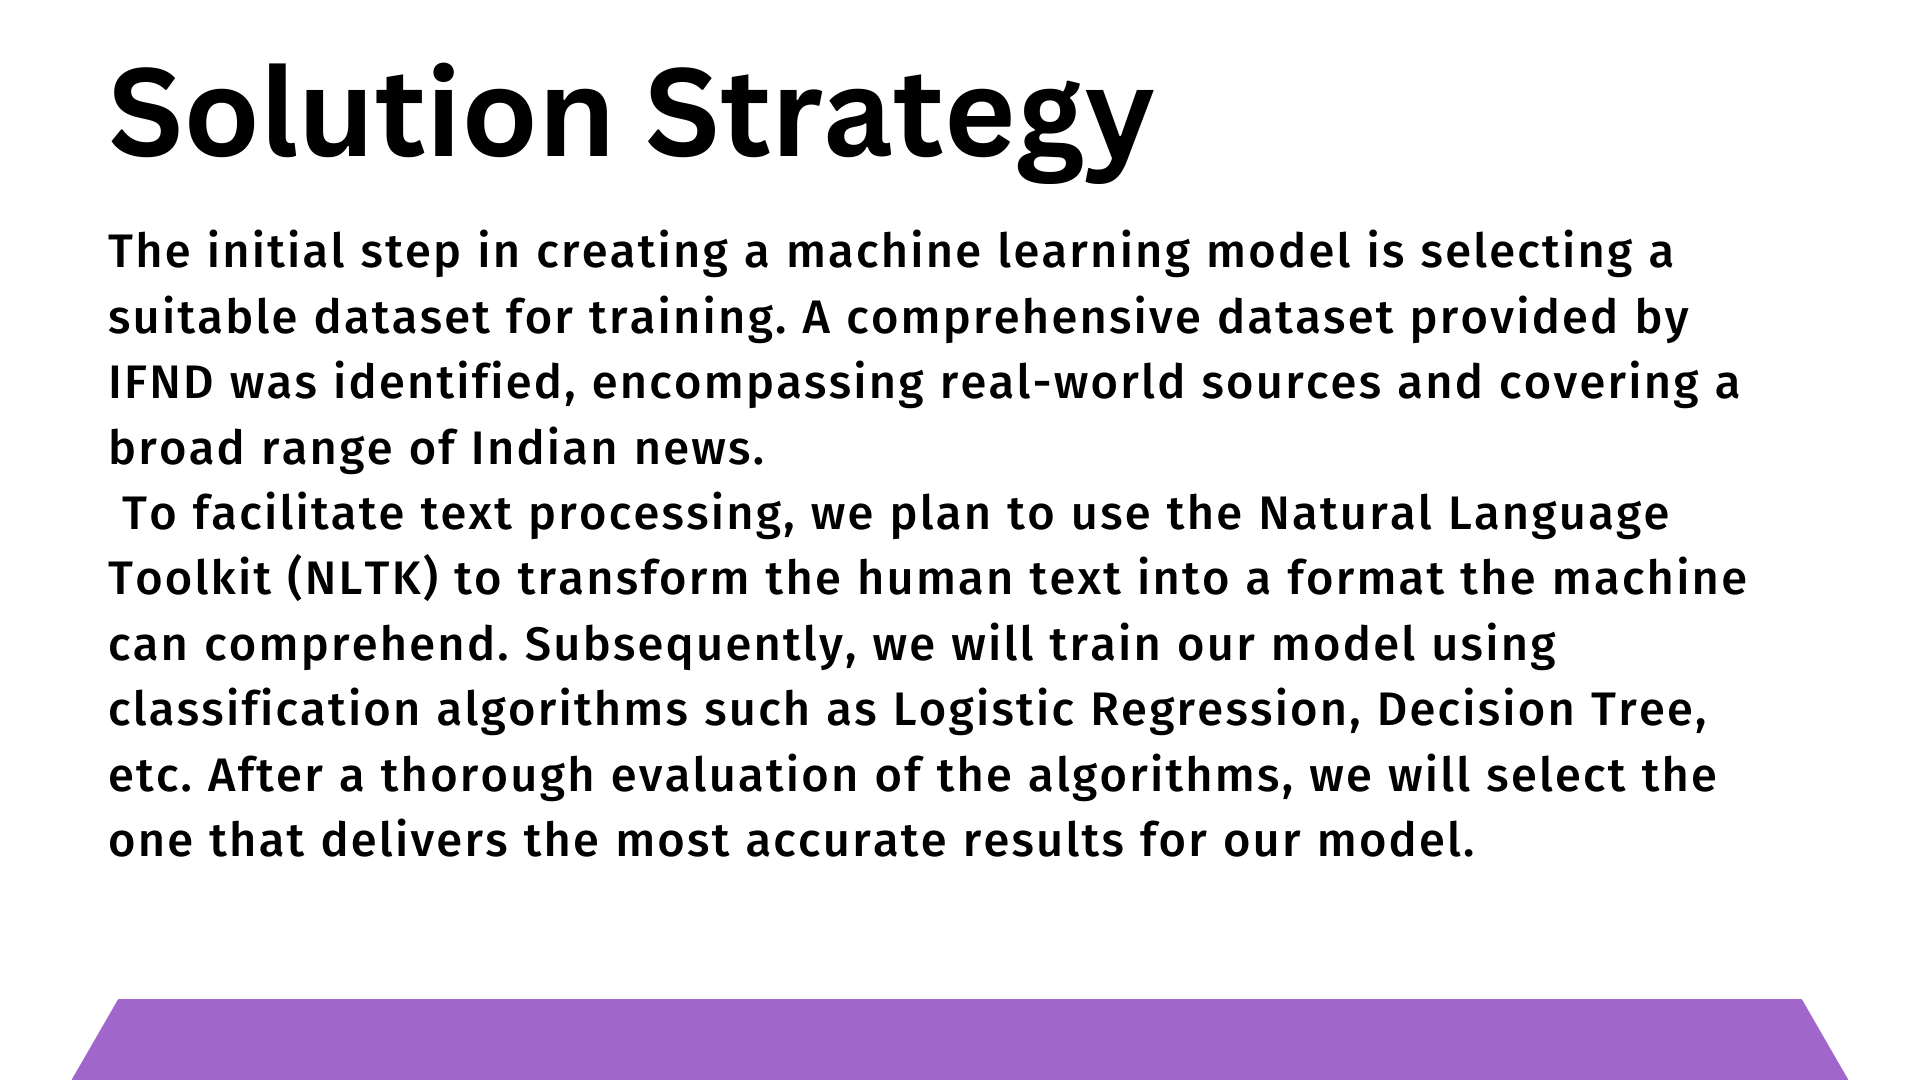 Solution Strategy
The initial step in creating a machine learning model is selecting a
suitable dataset for training. A comprehensive dataset provided by
IFND was identified, encompassing real-world sources and covering a
broad range of Indian news.
To facilitate text processing, we plan to use the Natural Language
Toolkit (NLTK) to transform the human text into a format the machine
can comprehend. Subsequently, we will train our model using
classification algorithms such as Logistic Regression, Decision Tree,
etc. After a thorough evaluation of the algorithms, we will select the
one that delivers the most accurate results for our model.